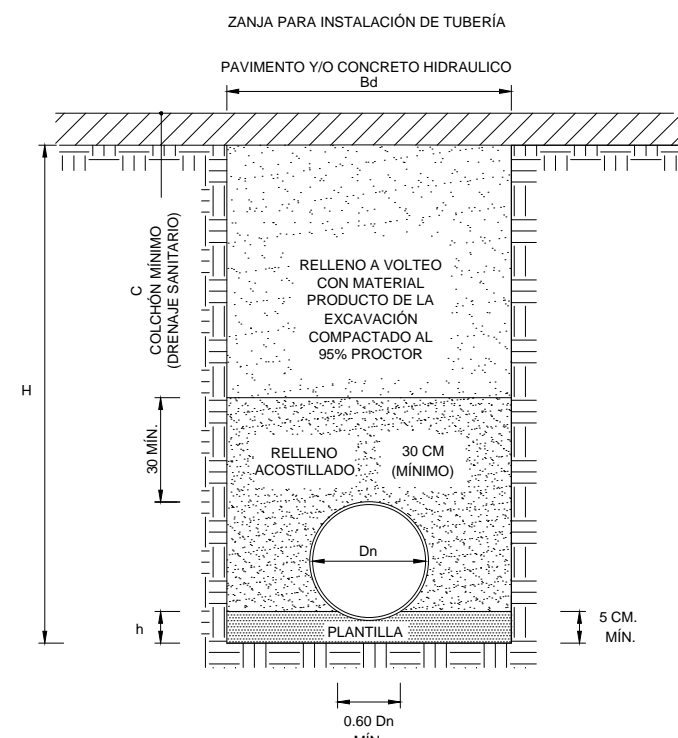 ZANJA PARA INSTALACIÓN DE TUBERÍA
PAVIMENTO Y/O CONCRETO HIDRAULICO
Bd
C
COLCHÓN MÍNIMO
(DRENAJE SANITARIO)
RELLENO A VOLTEO
CON MATERIAL
PRODUCTO DE LA
EXCAVACIÓN
COMPACTADO AL
95% PROCTOR
H
30 MÍN.
RELLENO
ACOSTILLADO
30 CM
(MÍNIMO)
Dn
h
PLANTILLA
5 CM.
MÍN.
0.60 Dn
MÍN